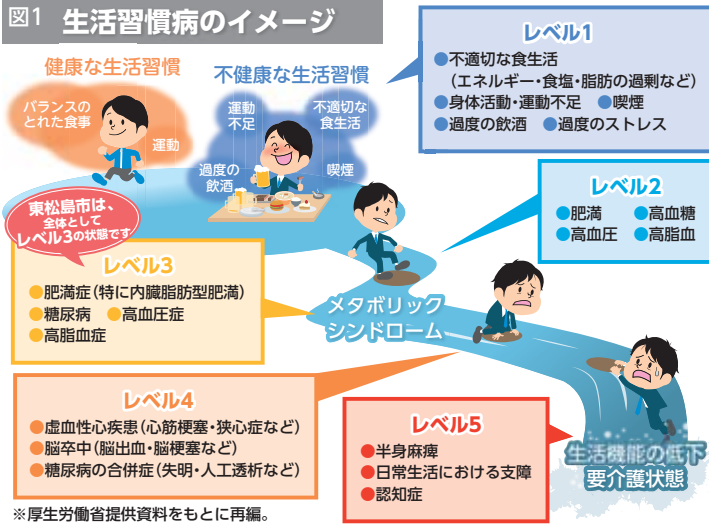 図1 生活習慣病のイメージ
健康な生活習慣
バランスの
とれた食事
運動
不健康な生活習慣
運動
不足
不適切な
食生活
過度の
飲酒
喫煙
レベル1
●不適切な食生活
（エネルギー・食塩・脂肪の過剰など）
●身体活動・運動不足 ●喫煙
●過度の飲酒 ●過度のストレス
レベル2
●肥満 ●高血糖
●高血圧 ●高脂血
東松島市は、
全体として
レベル3の状態です
レベル3
●肥満症（特に内臓脂肪型肥満）
●糖尿病 ●高血圧症
●高脂血症
メタボリック
シンドローム
レベル4
●虚血性心疾患（心筋梗塞・狭心症など）
●脳卒中（脳出血・脳梗塞など）
●糖尿病の合併症（失明・人工透析など）
レベル5
●半身麻痺
●日常生活における支障
●認知症
生活機能の低下
要介護状態
※厚生労働省提供資料をもとに再編。